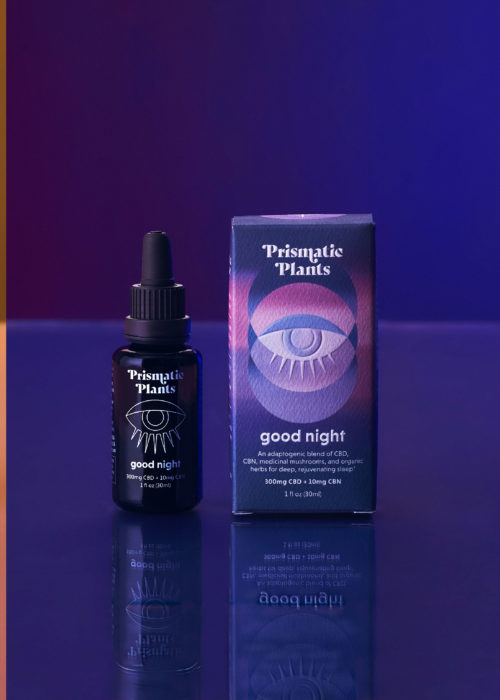 Prismatic
Plants
good night
300mg CBD + 10mg CBN
1 fl oz (30ml)
Prismatic
Plants
good night
An adaptogenic blend of CBD,
CBN, medicinal mushrooms, and organic
herbs for deep, rejuvenating sleep*
300mg CBD + 10mg CBN
1 fl oz (30ml)